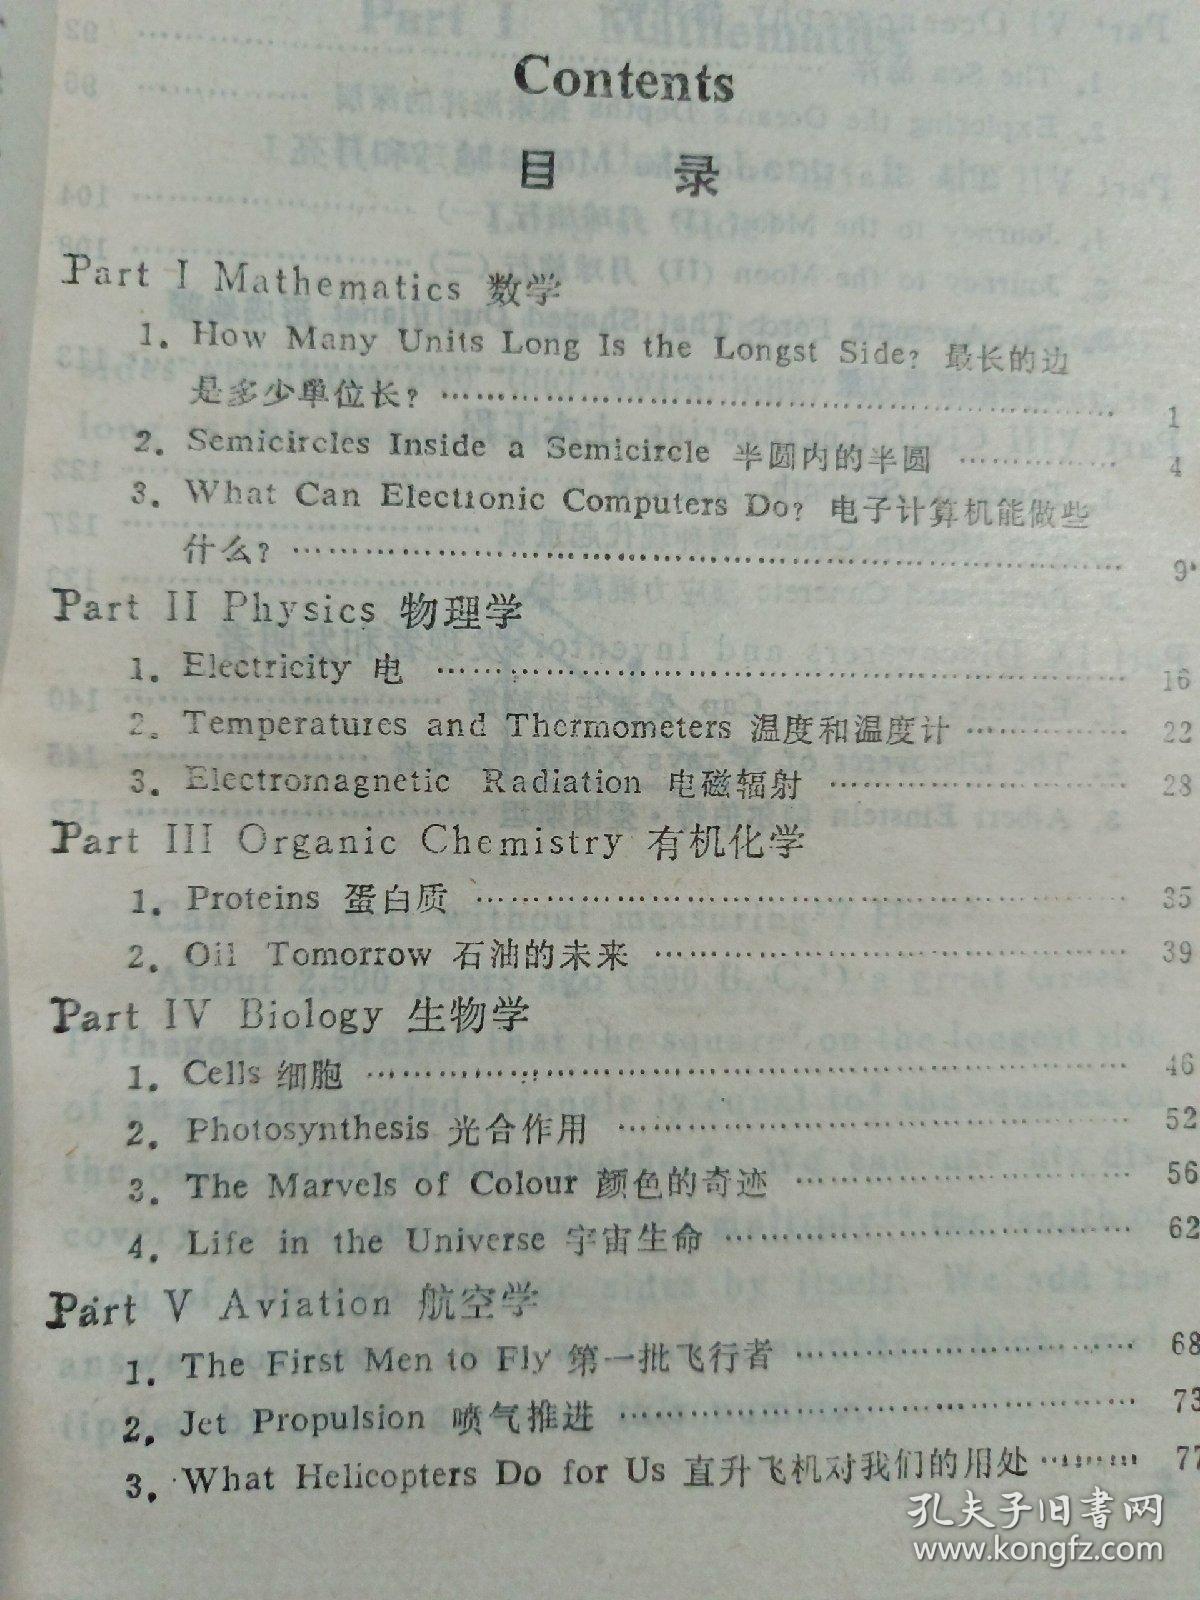 Contents
目 录
Part I Mathematics 数学
1. How Many Units Long Is the Longst Side? 最长的边
是多少单位长? …………………………………………… 1
2. Semicircles Inside a Semicircle 半圆内的半圆 …………… 4
3. What Can Electronic Computers Do? 电子计算机能做些
什么? …………………………………………………… 9
Part II Physics 物理学
1. Electricity 电 …………………………………………… 16
2. Temperatures and Thermometers 温度和温度计 …………… 22
3. Electromagnetic Radiation 电磁辐射 …………………… 28
Part III Organic Chemistry 有机化学
1. Proteins 蛋白质 ………………………………………… 35
2. Oil Tomorrow 石油的未来 ……………………………… 39
Part IV Biology 生物学
1. Cells 细胞 ……………………………………………… 46
2. Photosynthesis 光合作用 ……………………………… 52
3. The Marvels of Colour 颜色的奇迹 …………………… 56
4. Life in the Universe 宇宙生命 ………………………… 62
Part V Aviation 航空学
1. The First Men to Fly 第一批飞行者 …………………… 68
2. Jet Propulsion 喷气推进 ……………………………… 73
3. What Helicopters Do for Us 直升飞机对我们的用处 ……… 77
孔夫子旧书网
www.kongfz.com